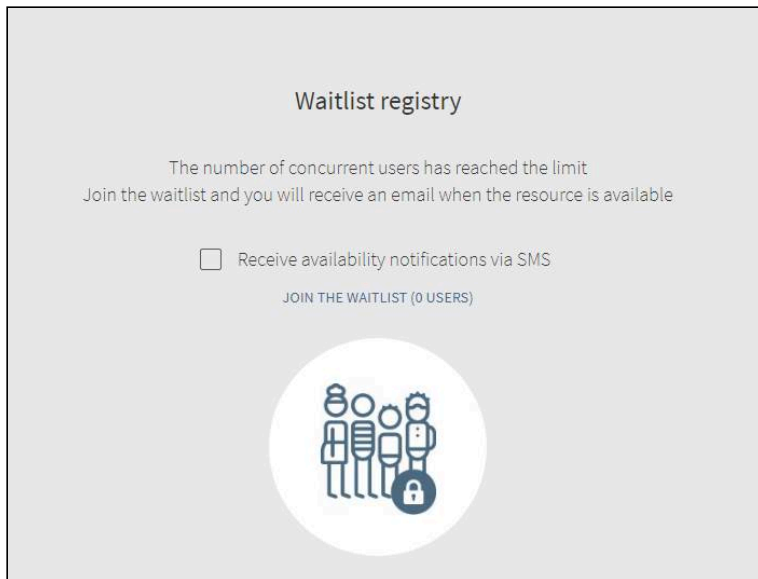 Waitlist registry
The number of concurrent users has reached the limit
Join the waitlist and you will receive an email when the resource is available
Receive availability notifications via SMS
JOIN THE WAITLIST (0 USERS)